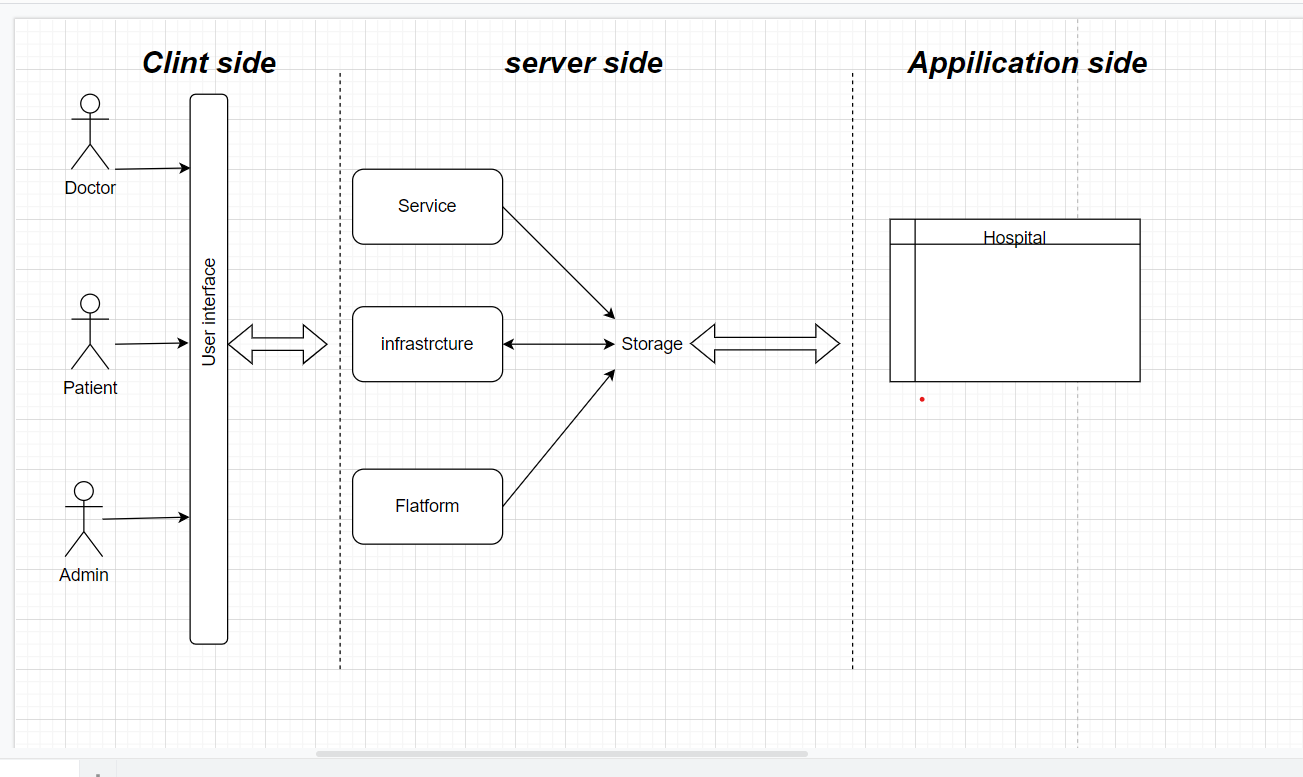 Clint side
server side
Appilication side
Doctor
Service
Hospital
User interface
infrastrcture
Storage
Patient
Flatform
Admin